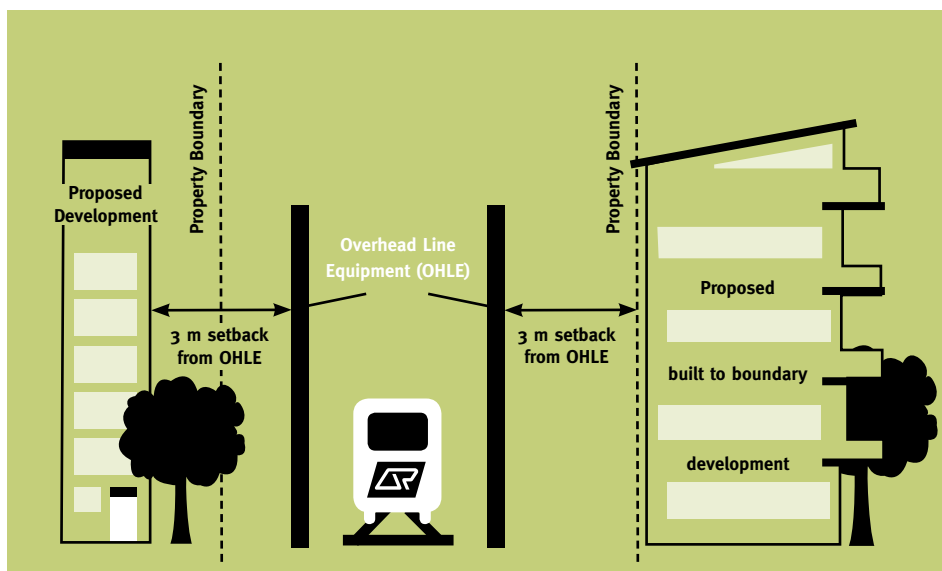 Proposed
Development
Property Boundary
3 m setback
from OHLE
Overhead Line
Equipment (OHLE)
3 m setback
from OHLE
Property Boundary
Proposed
built to boundary
development
QR